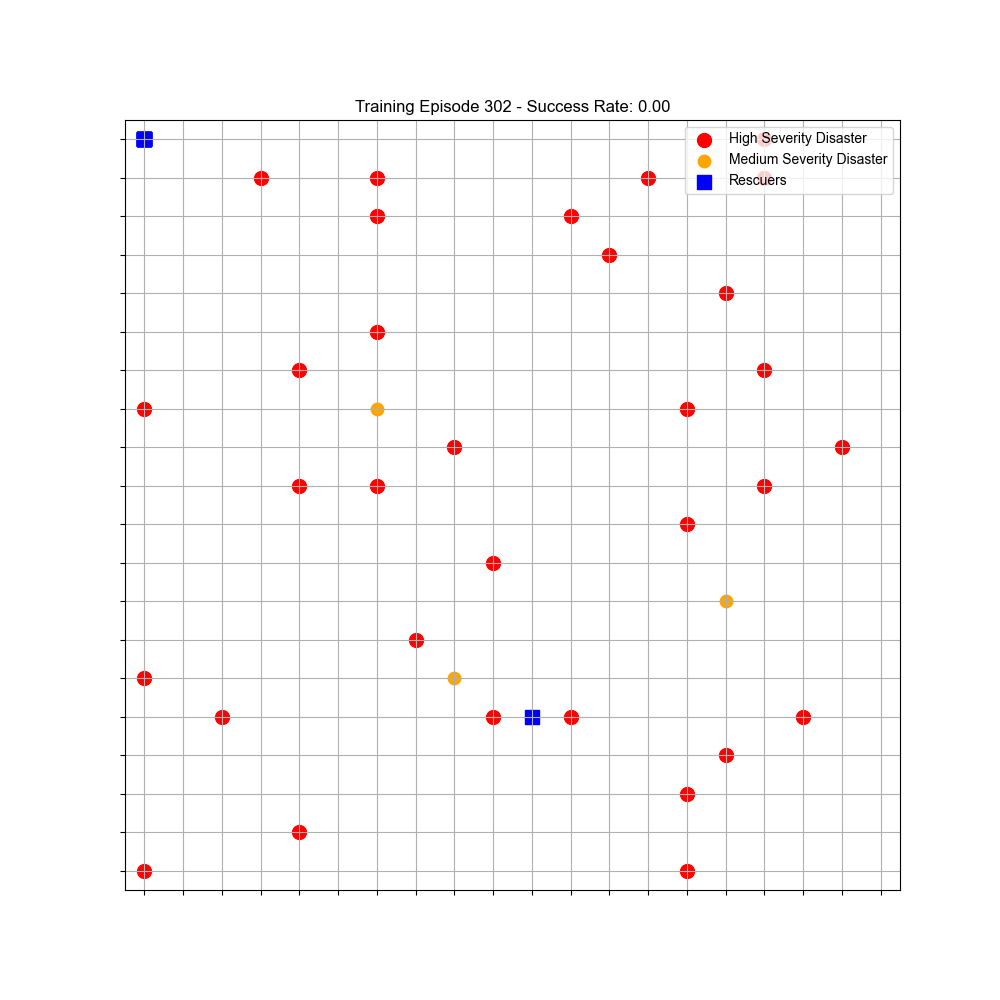 Training Episode 302 - Success Rate: 0.00
High Severity Disaster
Medium Severity Disaster
Rescuers